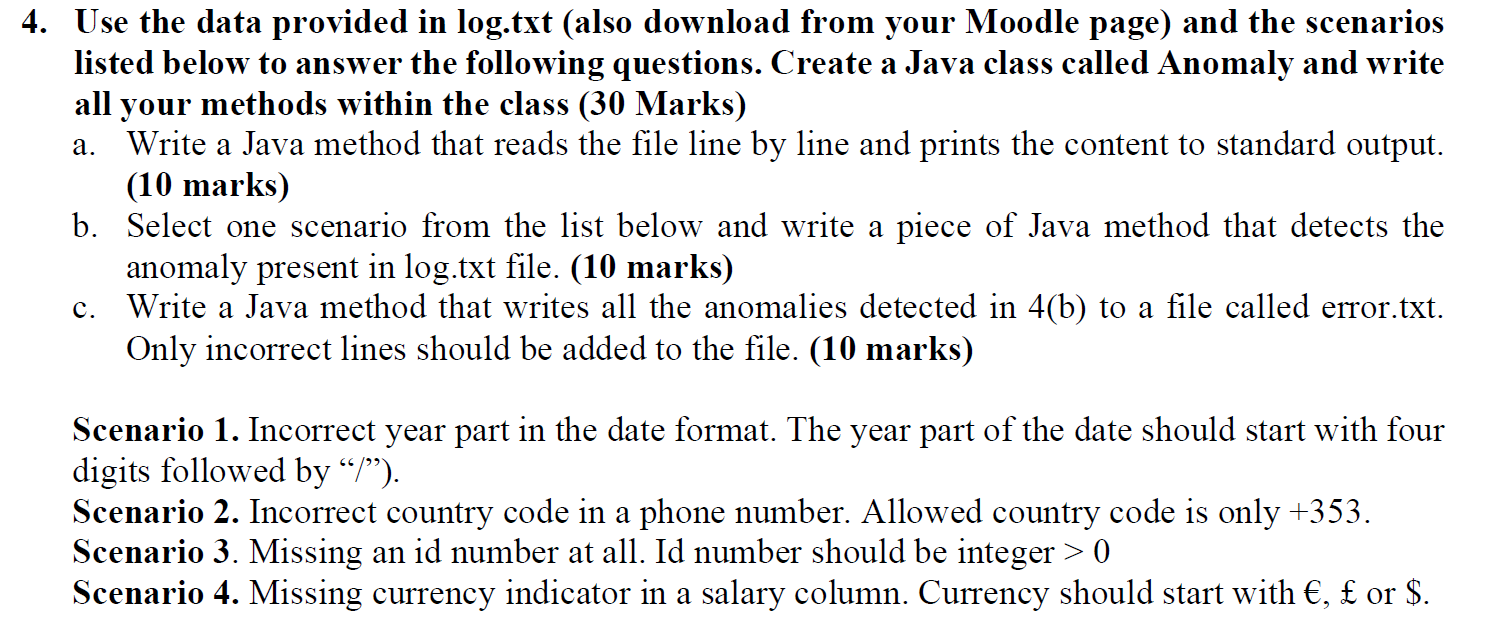 4. Use the data provided in log.txt (also download from your Moodle page) and the scenarios
listed below to answer the following questions. Create a Java class called Anomaly and write
all your methods within the class (30 Marks)
a. Write a Java method that reads the file line by line and prints the content to standard output.
(10 marks)
b. Select one scenario from the list below and write a piece of Java method that detects the
anomaly present in log.txt file. (10 marks)
c. Write a Java method that writes all the anomalies detected in 4(b) to a file called error.txt.
Only incorrect lines should be added to the file. (10 marks)
Scenario 1. Incorrect year part in the date format. The year part of the date should start with four
digits followed by “/”).
Scenario 2. Incorrect country code in a phone number. Allowed country code is only +353.
Scenario 3. Missing an id number at all. Id number should be integer > 0
Scenario 4. Missing currency indicator in a salary column. Currency should start with €, £ or $.